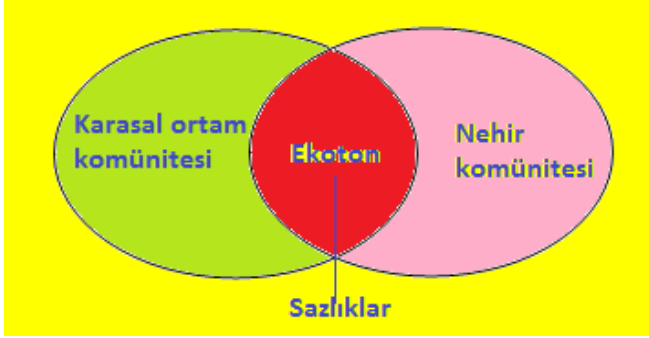 Karasal ortam
komünitesi
Ekoton
Nehir
komünitesi
Sazlıklar